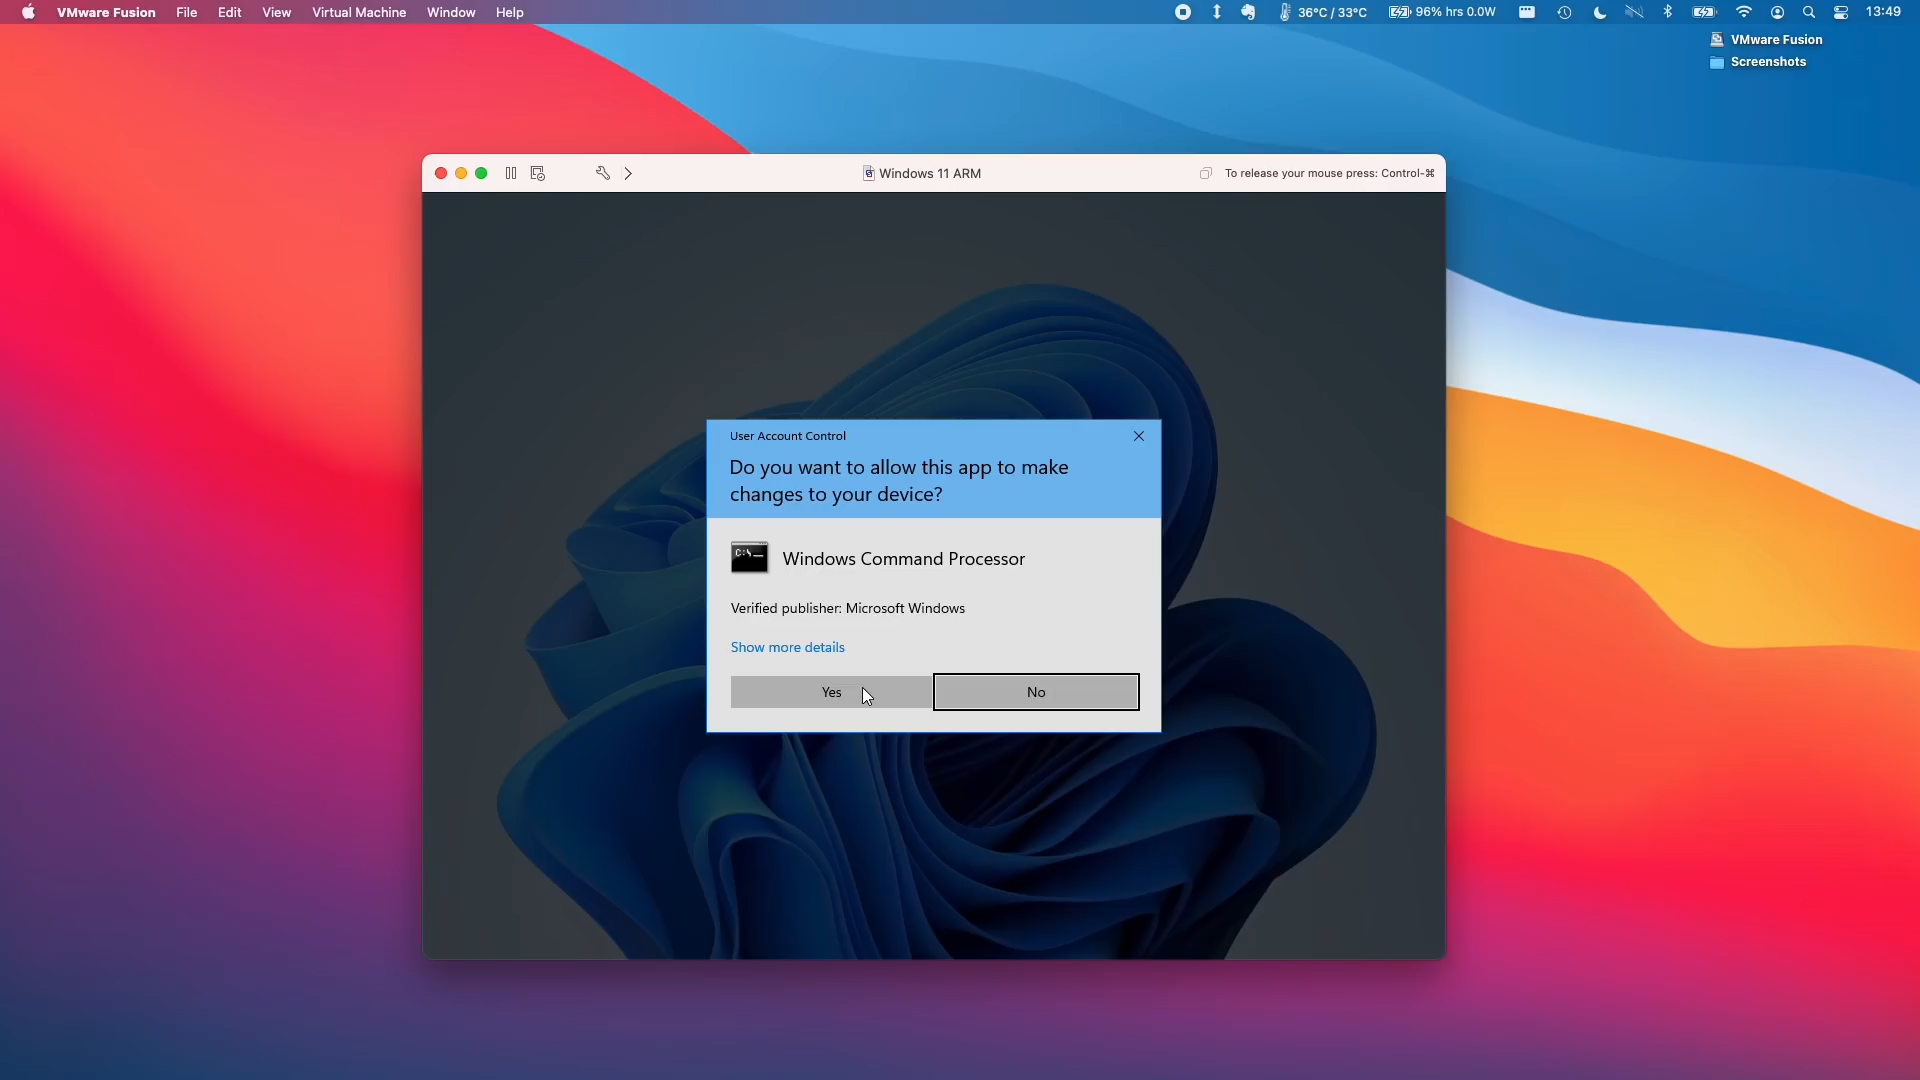 VMware Fusion File Edit View Virtual Machine Window Help 36°C / 33°C 96% hrs 0.0W 13:49
VMware Fusion
Screenshots
Windows 11 ARM To release your mouse press: Control-⌘
User Account Control
Do you want to allow this app to make
changes to your device?
C:\_
Windows Command Processor
Verified publisher: Microsoft Windows
Show more details
Yes No